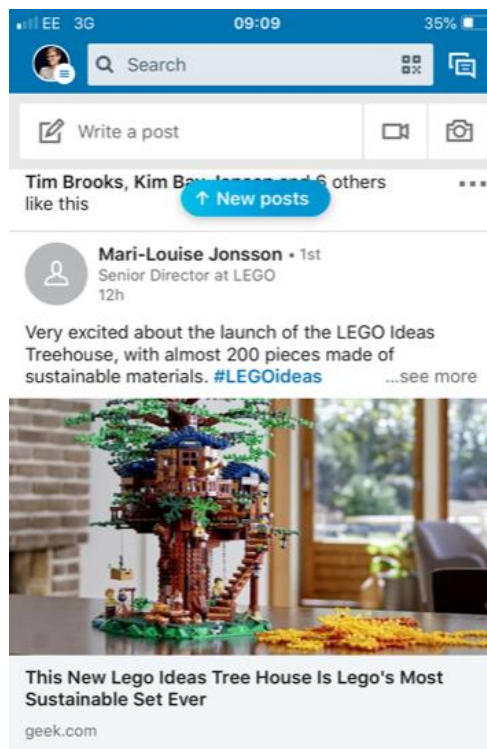 EE 3G 09:09 35%
Search
Write a post
Tim Brooks, Kim Bay and 6 others
like this
↑ New posts
Mari-Louise Jonsson • 1st
Senior Director at LEGO
12h
Very excited about the launch of the LEGO Ideas
Treehouse, with almost 200 pieces made of
sustainable materials. #LEGOideas ...see more
This New Lego Ideas Tree House Is Lego's Most
Sustainable Set Ever
geek.com